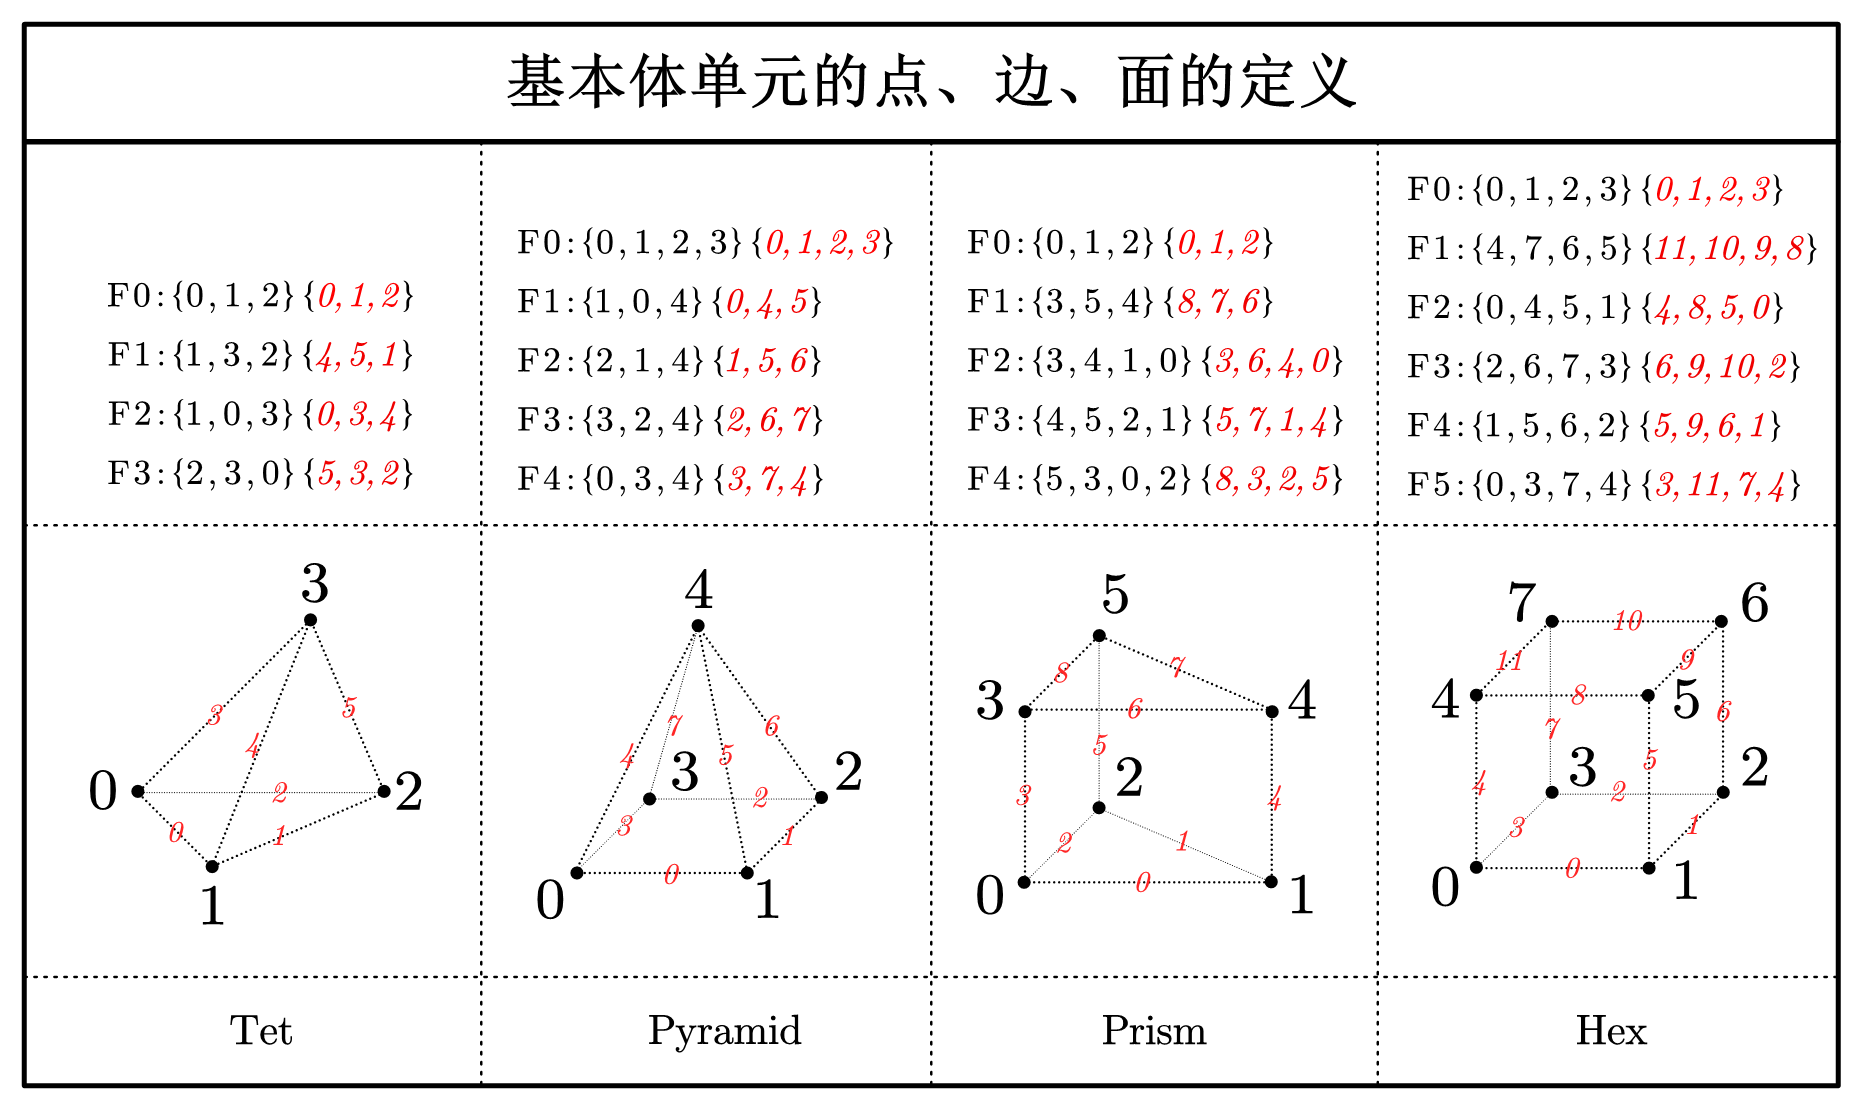 基本体单元的点、边、面的定义
F0:{0,1,2}{0,1,2}
F1:{1,3,2}{4,5,1}
F2:{1,0,3}{0,3,4}
F3:{2,3,0}{5,3,2}
F0:{0,1,2,3}{0,1,2,3}
F1:{1,0,4}{0,4,5}
F2:{2,1,4}{1,5,6}
F3:{3,2,4}{2,6,7}
F4:{0,3,4}{3,7,4}
F0:{0,1,2}{0,1,2}
F1:{3,5,4}{8,7,6}
F2:{3,4,1,0}{3,6,4,0}
F3:{4,5,2,1}{5,7,1,4}
F4:{5,3,0,2}{8,3,2,5}
F0:{0,1,2,3}{0,1,2,3}
F1:{4,7,6,5}{11,10,9,8}
F2:{0,4,5,1}{4,8,5,0}
F3:{2,6,7,3}{6,9,10,2}
F4:{1,5,6,2}{5,9,6,1}
F5:{0,3,7,4}{3,11,7,4}
3
3
5
4
0
2
2
0
1
1
4
7
6
4
5
3
2
2
3
1
0
0
1
5
8
7
3
6
4
5
2
3
4
2
1
0
0
1
7
10
6
11
9
4
8
5
6
7
5
3
2
4
2
3
1
0
0
1
Tet
Pyramid
Prism
Hex